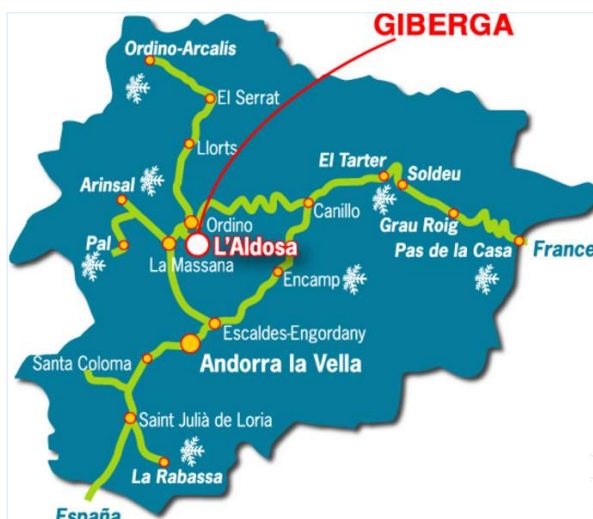 GIBERGA
Ordino-Arcalís
El Serrat
Llorts
El Tarter
Soldeu
Arinsal
Canillo
Ordino
Grau Roig
Pal
L'Aldosa
Pas de la Casa
France
La Massana
Encamp
Escaldes-Engordany
Santa Coloma
Andorra la Vella
Saint Julià de Loria
La Rabassa
España